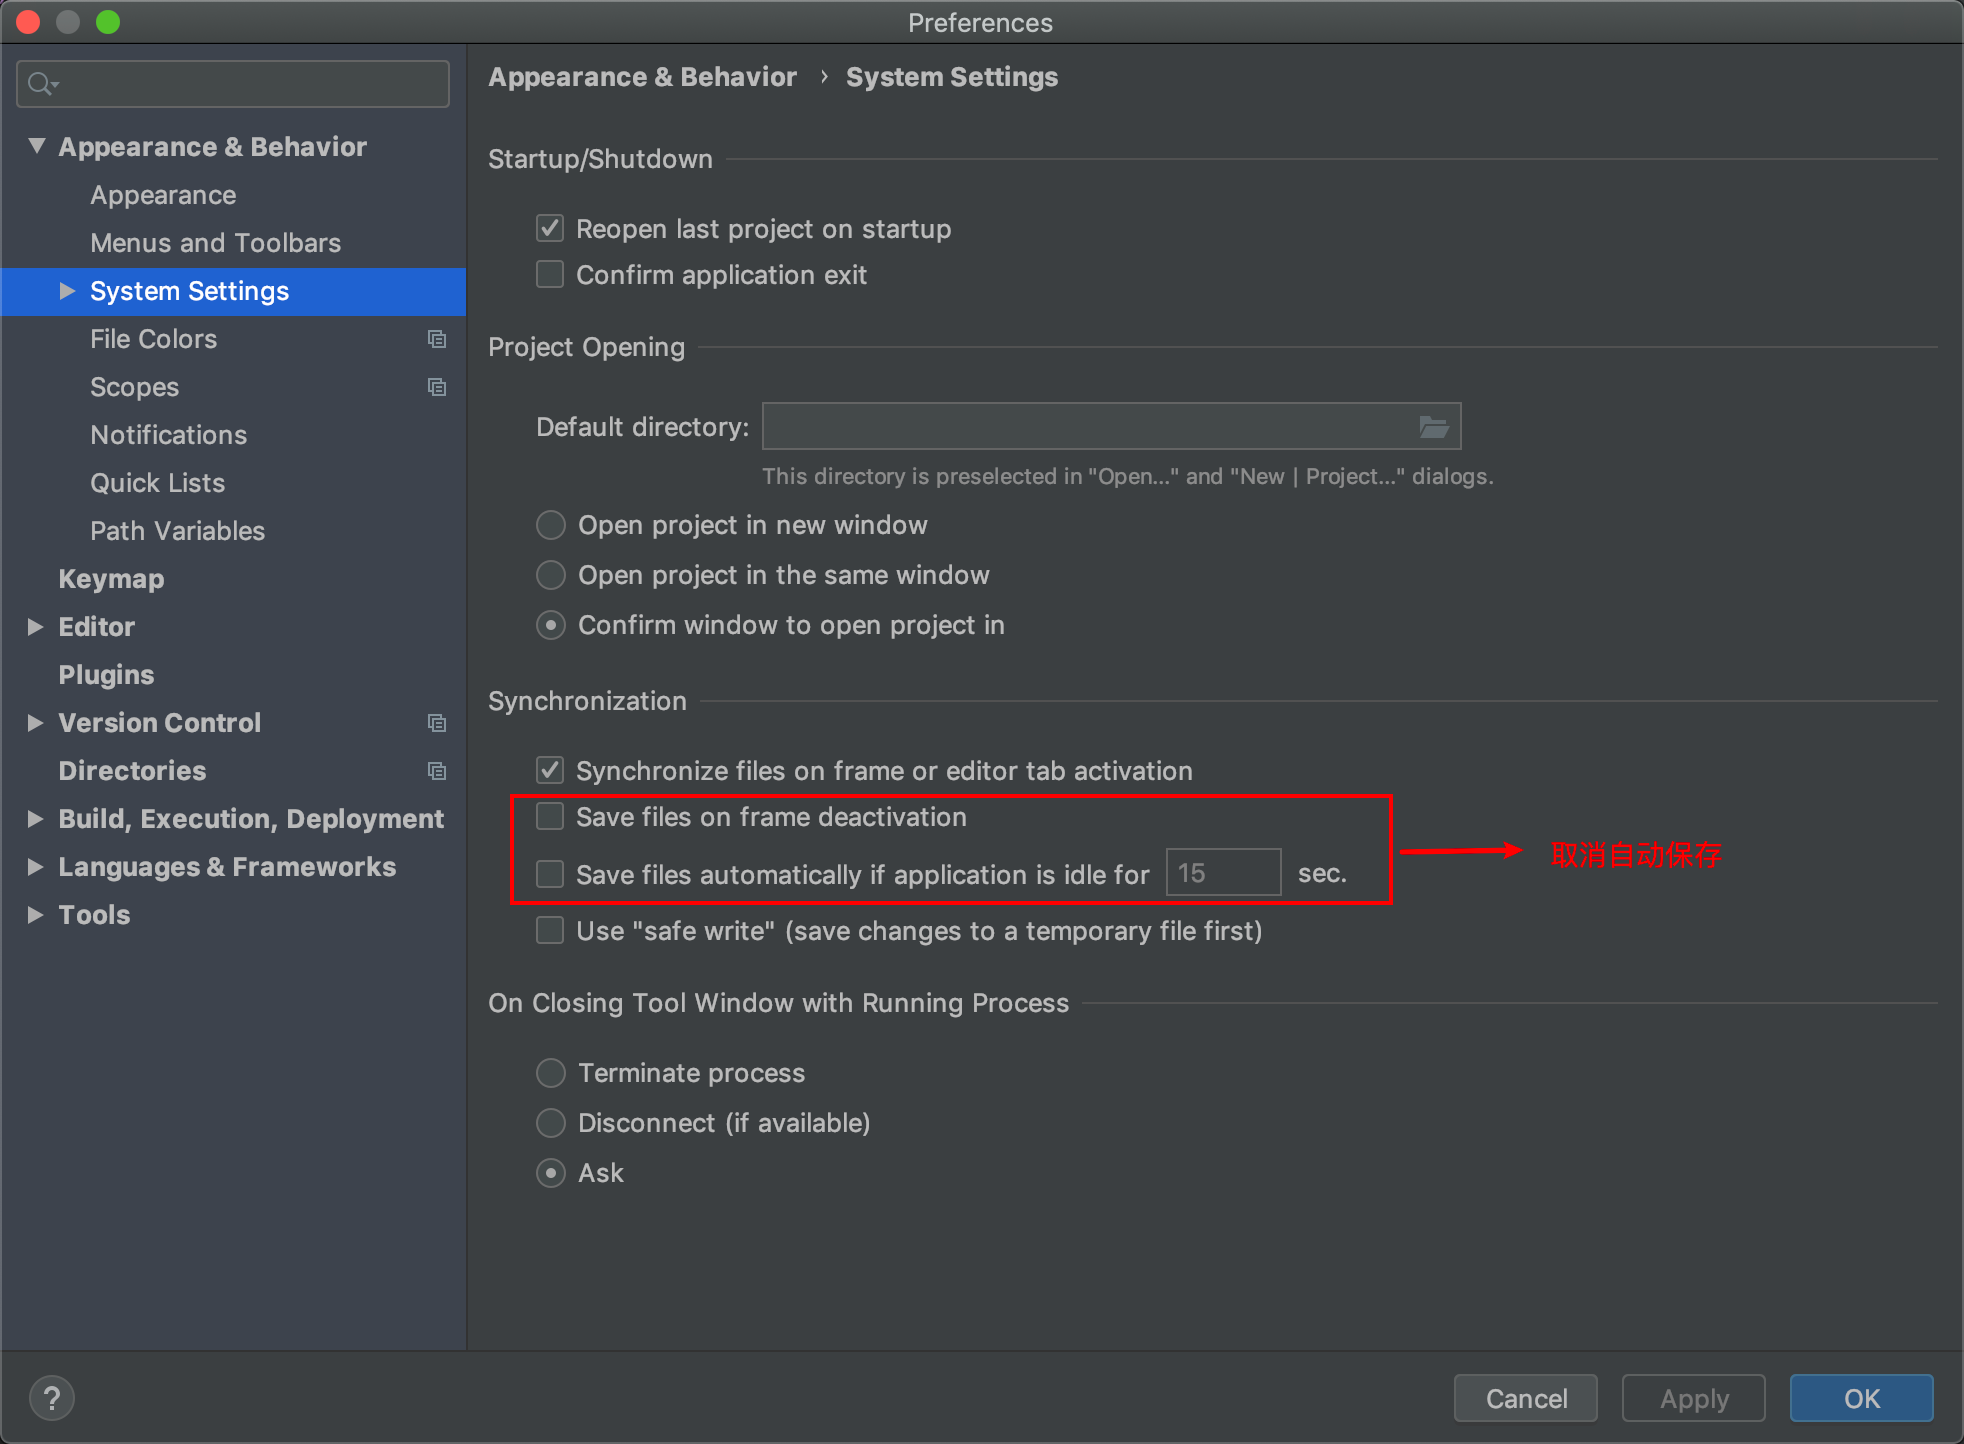 Preferences
Appearance & Behavior
Appearance
Menus and Toolbars
System Settings
File Colors
Scopes
Notifications
Quick Lists
Path Variables
Keymap
Editor
Plugins
Version Control
Directories
Build, Execution, Deployment
Languages & Frameworks
Tools
Appearance & Behavior › System Settings
Startup/Shutdown
Reopen last project on startup
Confirm application exit
Project Opening
Default directory:
This directory is preselected in "Open..." and "New | Project..." dialogs.
Open project in new window
Open project in the same window
Confirm window to open project in
Synchronization
Synchronize files on frame or editor tab activation
Save files on frame deactivation
Save files automatically if application is idle for 15 sec.
取消自动保存
Use "safe write" (save changes to a temporary file first)
On Closing Tool Window with Running Process
Terminate process
Disconnect (if available)
Ask
?
Cancel
Apply
OK